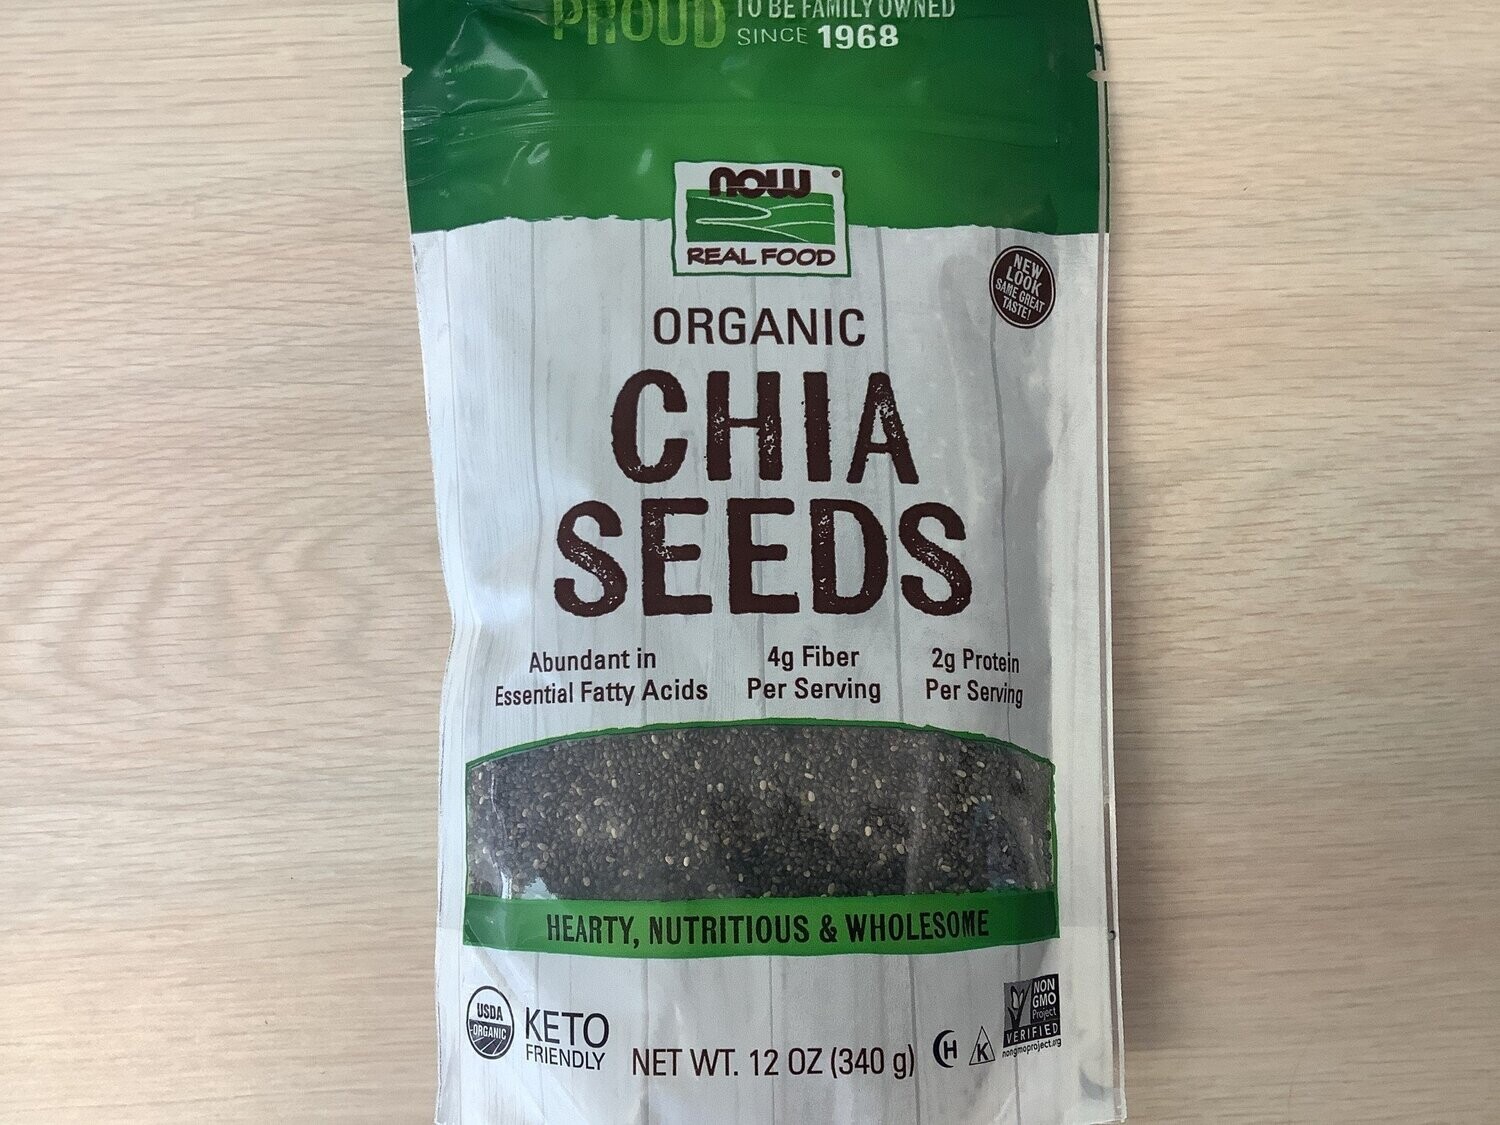 PROUD TO BE FAMILY OWNED
SINCE 1968
NOW
REAL FOOD
NEW
LOOK
SAME GREAT
TASTE!
ORGANIC
CHIA
SEEDS
Abundant in
Essential Fatty Acids
4g Fiber
Per Serving
2g Protein
Per Serving
HEARTY, NUTRITIOUS & WHOLESOME
USDA
ORGANIC
KETO
FRIENDLY
NET WT. 12 OZ (340 g)
H
K
NON
GMO
Project
VERIFIED
nongmoproject.org